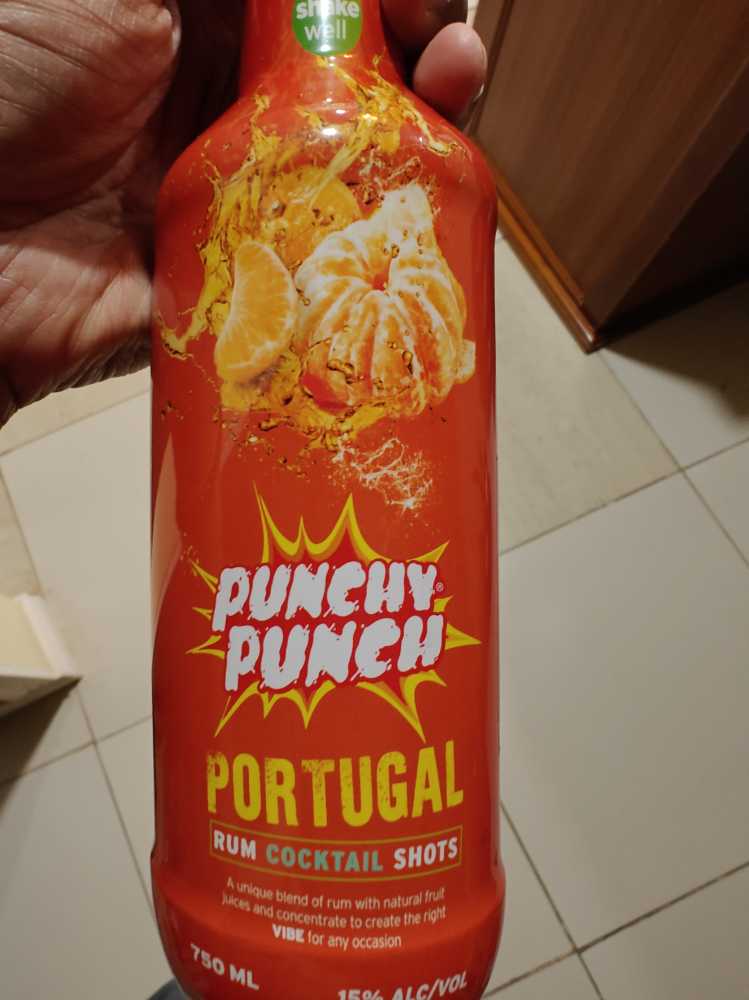 shake
well
PUNCHY®
PUNCH
PORTUGAL
RUM COCKTAIL SHOTS
A unique blend of rum with natural fruit
juices and concentrate to create the right
VIBE for any occasion
750 ML
15% ALC/VOL